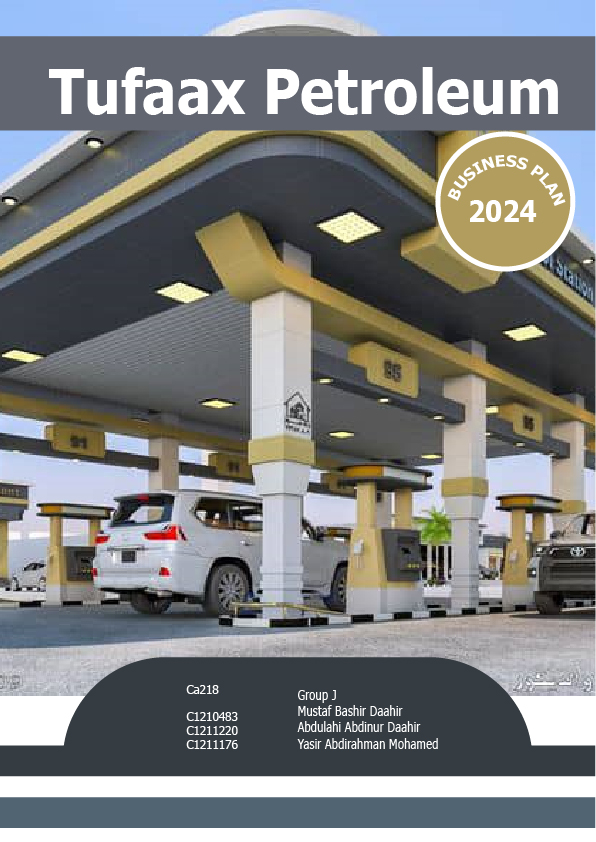 Tufaax Petroleum
BUSINESS PLAN
2024
Station
95
91
Ca218
Group J
C1210483
Mustaf Bashir Daahir
C1211220
Abdulahi Abdinur Daahir
C1211176
Yasir Abdirahman Mohamed